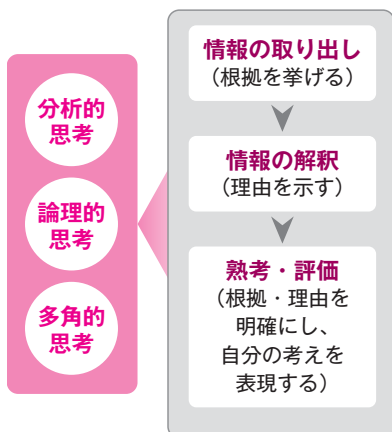 分析的
思考
論理的
思考
多角的
思考
情報の取り出し
（根拠を挙げる）
情報の解釈
（理由を示す）
熟考・評価
（根拠・理由を
明確にし、
自分の考えを
表現する）